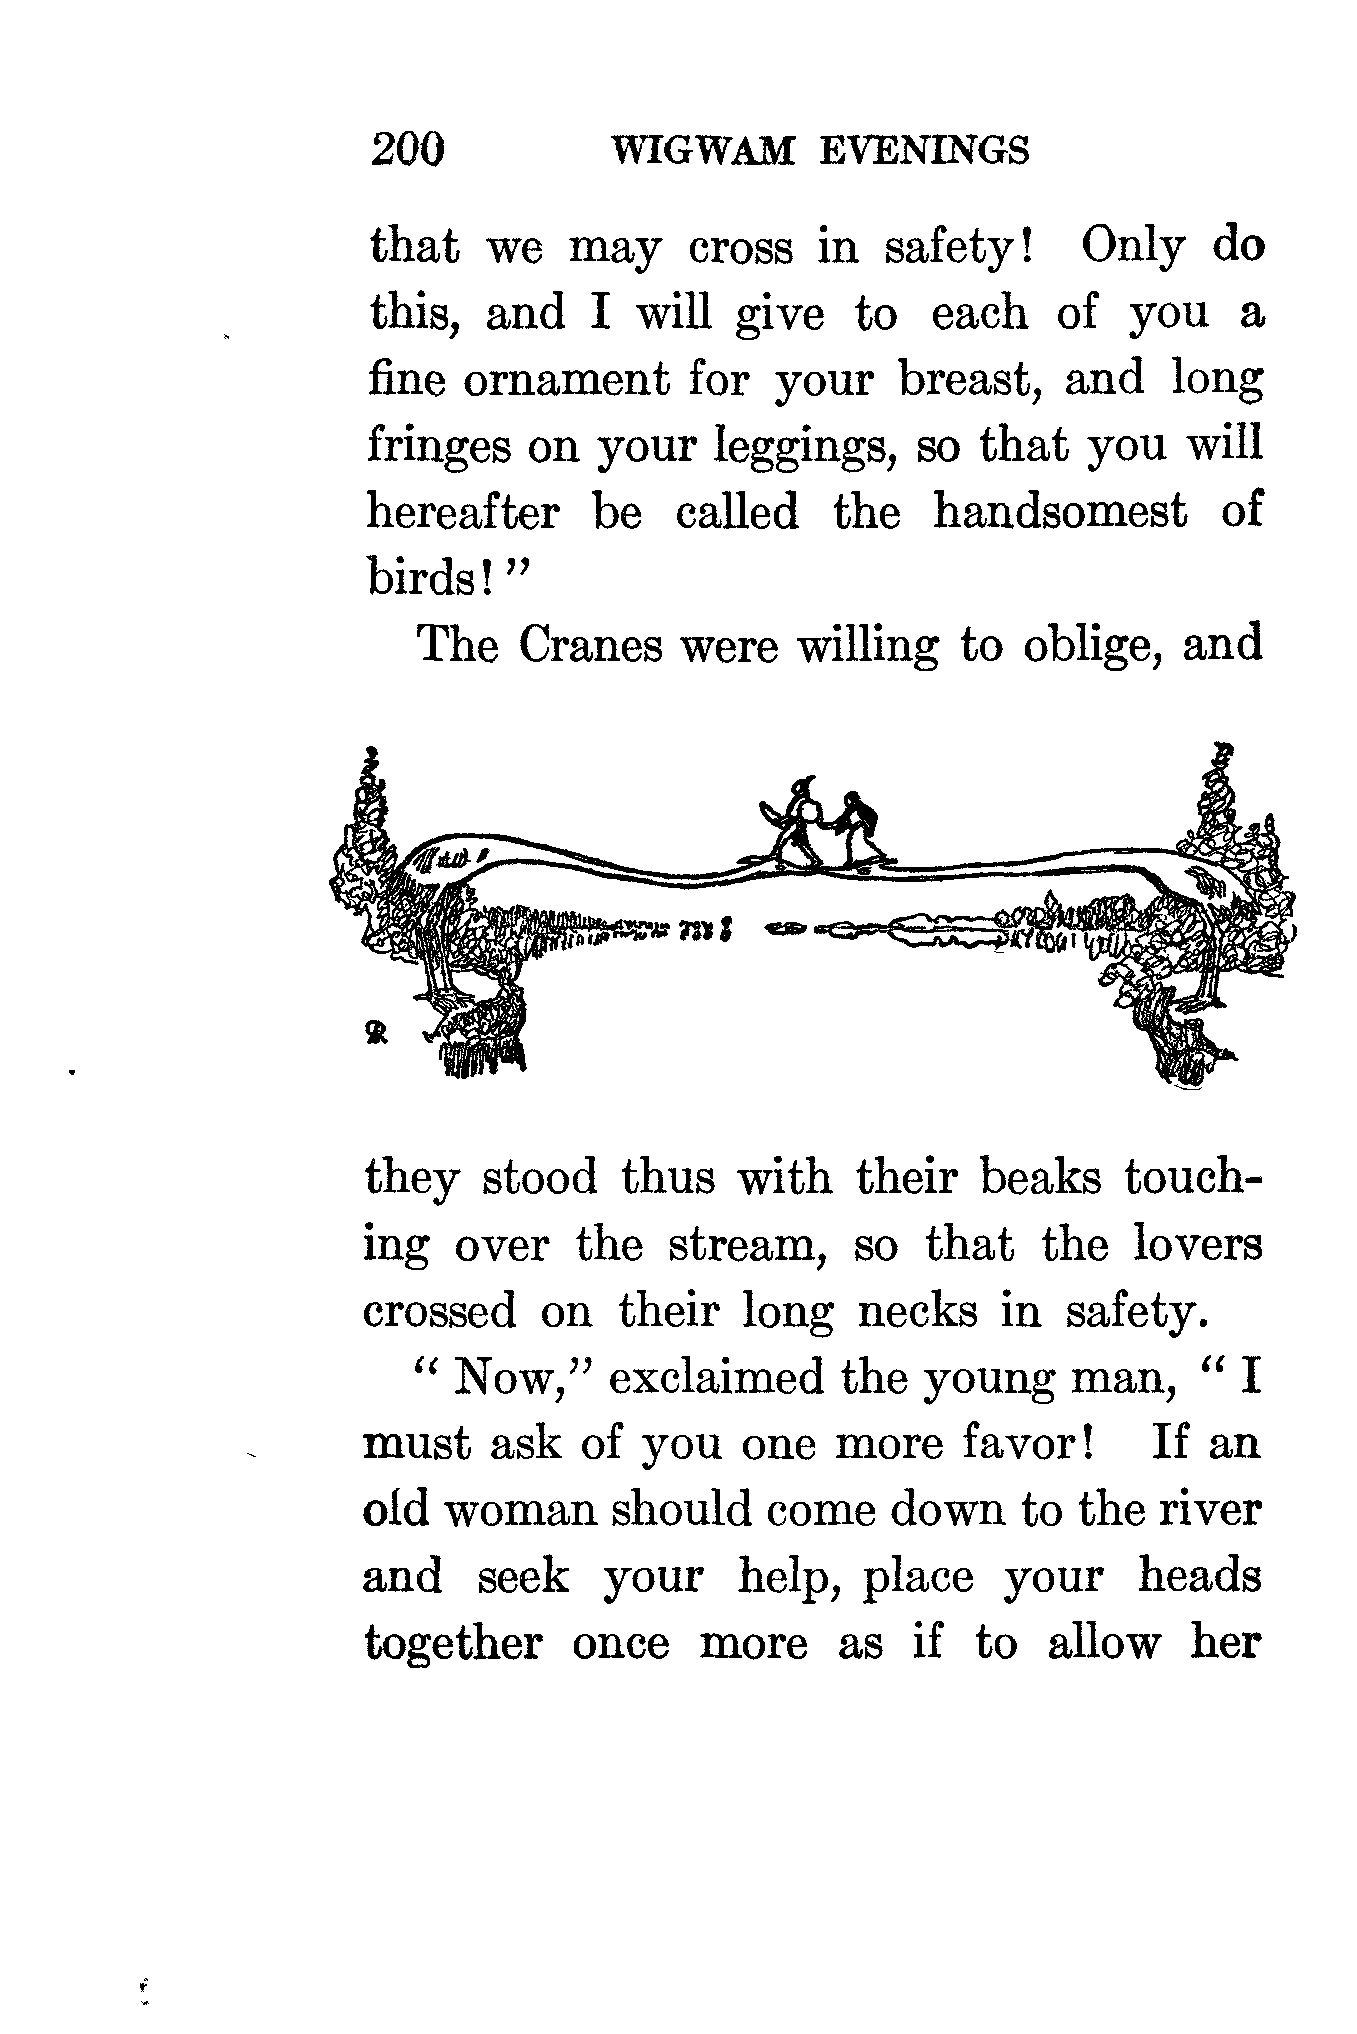 200 WIGWAM EVENINGS
that we may cross in safety! Only do
this, and I will give to each of you a
fine ornament for your breast, and long
fringes on your leggings, so that you will
hereafter be called the handsomest of
birds! ”
The Cranes were willing to oblige, and
they stood thus with their beaks touch-
ing over the stream, so that the lovers
crossed on their long necks in safety.
“ Now,” exclaimed the young man, “ I
must ask of you one more favor! If an
old woman should come down to the river
and seek your help, place your heads
together once more as if to allow her